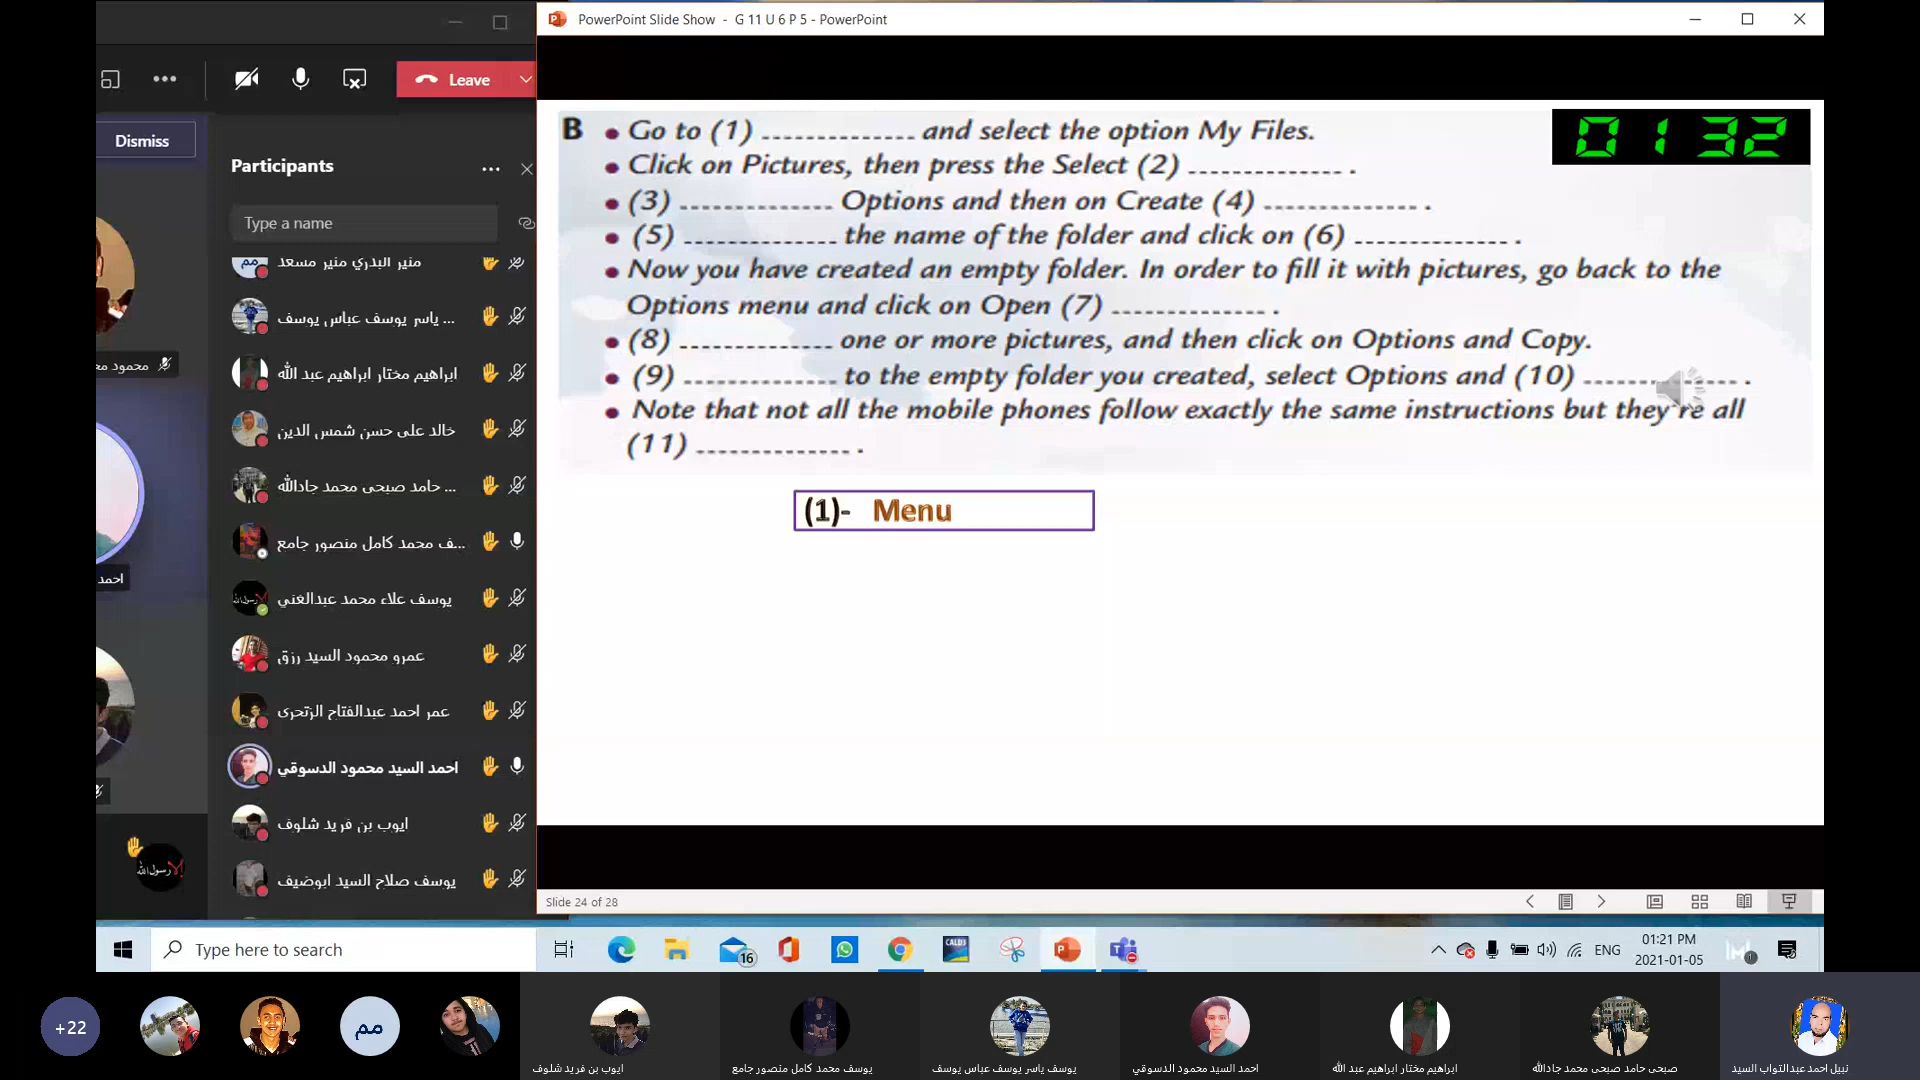 PowerPoint Slide Show - G 11 U 6 P 5 - PowerPoint
Leave
Dismiss
Participants
Type a name
منير البدري منير مسعد
مم
ياسر يوسف عباس يوسف ...
ابراهيم مختار ابراهيم عبد الله
خالد على حسن شمس الدين
حامد صبحى محمد جادالله ...
ف محمد كامل منصور جامع...
يوسف علاء محمد عبدالغني
عمرو محمود السيد رزق
عمر احمد عبدالفتاح الزتحرى
احمد السيد محمود الدسوقي
ايوب بن فريد شلوف
يوسف صلاح السيد ابوضيف
محمود مح
احمد
B • Go to (1) .............. and select the option My Files.
01 32
• Click on Pictures, then press the Select (2) .............. .
• (3) .............. Options and then on Create (4) .............. .
• (5) .............. the name of the folder and click on (6) .............. .
• Now you have created an empty folder. In order to fill it with pictures, go back to the
Options menu and click on Open (7) .............. .
• (8) .............. one or more pictures, and then click on Options and Copy.
• (9) .............. to the empty folder you created, select Options and (10) .............. .
• Note that not all the mobile phones follow exactly the same instructions but they're all
(11) .............. .
(1)- Menu
Slide 24 of 28
Type here to search
16
ENG
01:21 PM
2021-01-05
+22
مم
ايوب بن فريد شلوف
يوسف محمد كامل منصور جامع
يوسف ياسر يوسف عباس يوسف
احمد السيد محمود الدسوقي
ابراهيم مختار ابراهيم عبد الله
صبحى حامد صبحى محمد جادالله
نبيل احمد عبدالتواب السيد